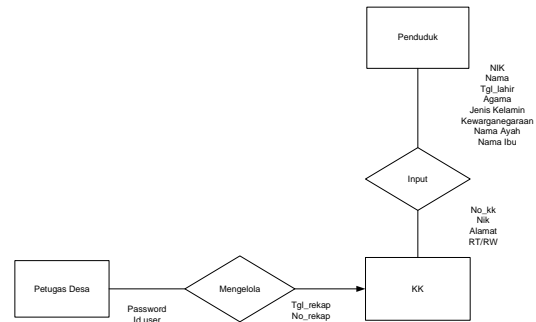 Penduduk
NIK
Nama
Tgl_lahir
Agama
Jenis Kelamin
Kewarganegaraan
Nama Ayah
Nama Ibu
Input
No_kk
Nik
Alamat
RT/RW
Petugas Desa
Mengelola
KK
Password
Id user
Tgl_rekap
No_rekap